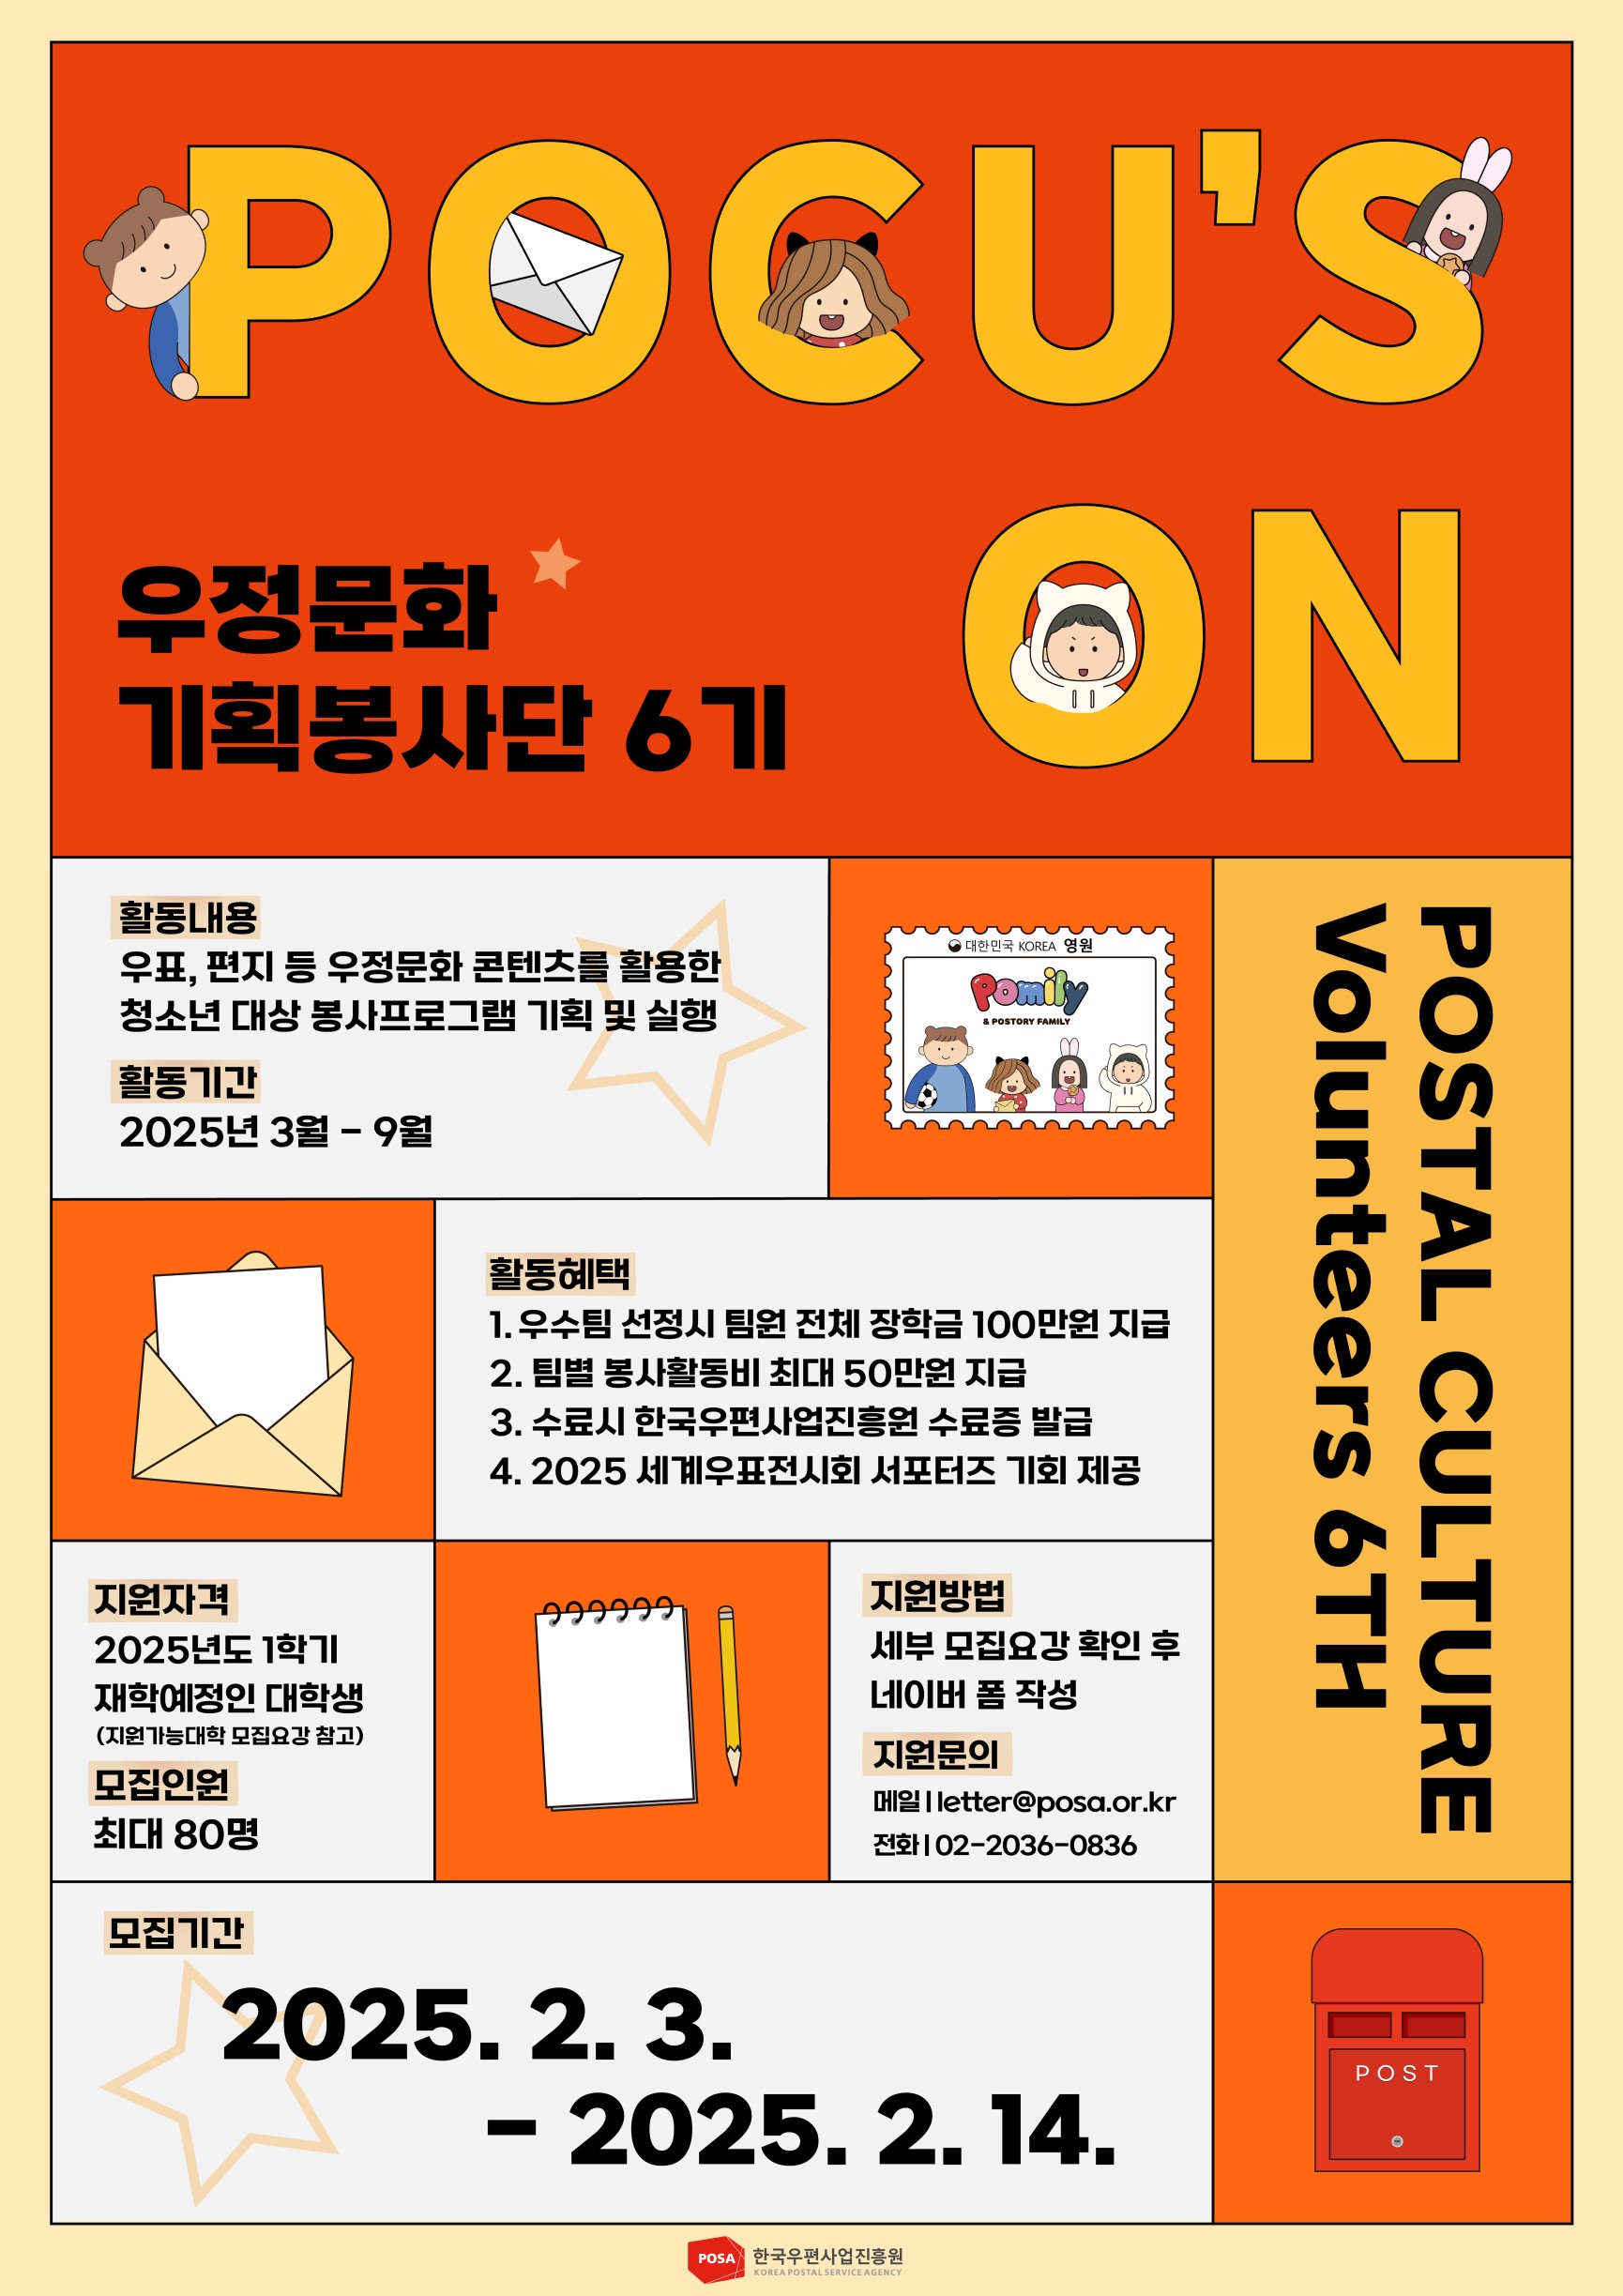 POCU'S
ON
우정문화
기획봉사단 6기
활동내용
우표, 편지 등 우정문화 콘텐츠를 활용한
청소년 대상 봉사프로그램 기획 및 실행
활동기간
2025년 3월 - 9월
대한민국 KOREA 영원
Pomily
& POSTORY FAMILY
POSTAL CULTURE
Volunteers 6TH
활동혜택
1. 우수팀 선정시 팀원 전체 장학금 100만원 지급
2. 팀별 봉사활동비 최대 50만원 지급
3. 수료시 한국우편사업진흥원 수료증 발급
4. 2025 세계우표전시회 서포터즈 기회 제공
지원자격
2025년도 1학기
재학예정인 대학생
(지원가능대학 모집요강 참고)
모집인원
최대 80명
지원방법
세부 모집요강 확인 후
네이버 폼 작성
지원문의
메일 | letter@posa.or.kr
전화 | 02-2036-0836
모집기간
2025. 2. 3.
- 2025. 2. 14.
POST
POSA 한국우편사업진흥원
KOREA POSTAL SERVICE AGENCY